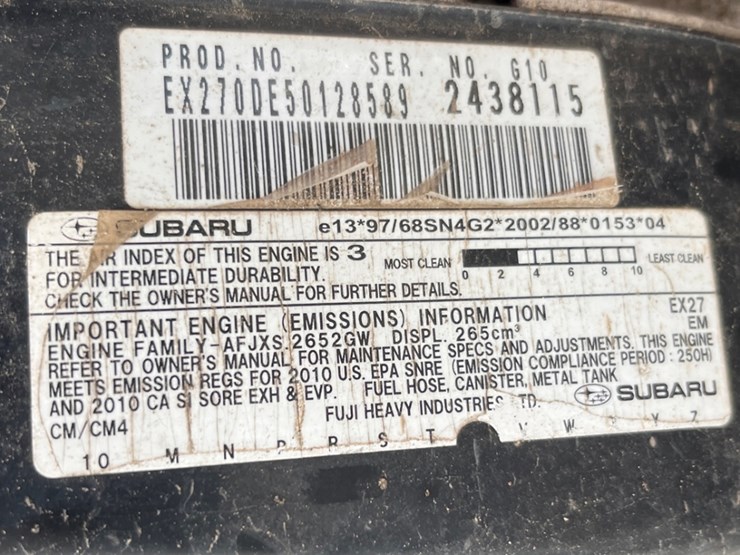 PROD. NO. SER. NO. G10
EX270DE50128589 2438115
SUBARU e13*97/68SN4G2*2002/88*0153*04
THE AIR INDEX OF THIS ENGINE IS 3
FOR INTERMEDIATE DURABILITY.
CHECK THE OWNER'S MANUAL FOR FURTHER DETAILS.
MOST CLEAN LEAST CLEAN
0 2 4 6 8 10
IMPORTANT ENGINE (EMISSIONS) INFORMATION EX27
ENGINE FAMILY-AFJXS 2652GW DISPL. 265cm³ EM
REFER TO OWNER'S MANUAL FOR MAINTENANCE SPECS AND ADJUSTMENTS. THIS ENGINE
MEETS EMISSION REGS FOR 2010 U.S. EPA SNRE (EMISSION COMPLIANCE PERIOD : 250H)
AND 2010 CA SI SORE EXH & EVP. FUEL HOSE, CANISTER, METAL TANK
CM/CM4 FUJI HEAVY INDUSTRIES TD. SUBARU
10 M N P R S T W Y Z